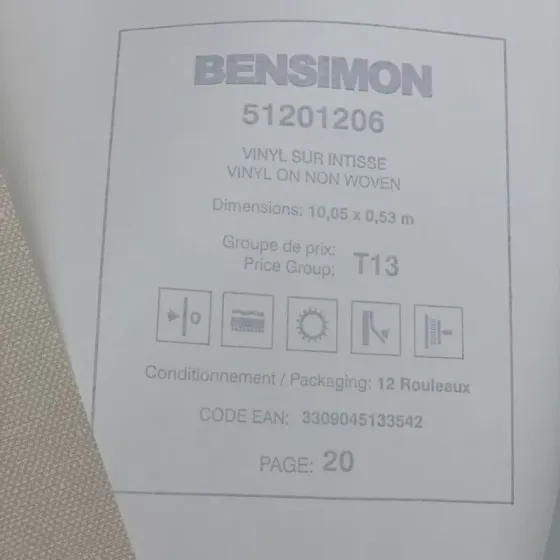 BENSIMON
51201206
VINYL SUR INTISSE
VINYL ON NON WOVEN
Dimensions: 10,05 x 0,53 m
Groupe de prix:
Price Group: T13
Conditionnement / Packaging: 12 Rouleaux
CODE EAN: 3309045133542
PAGE: 20